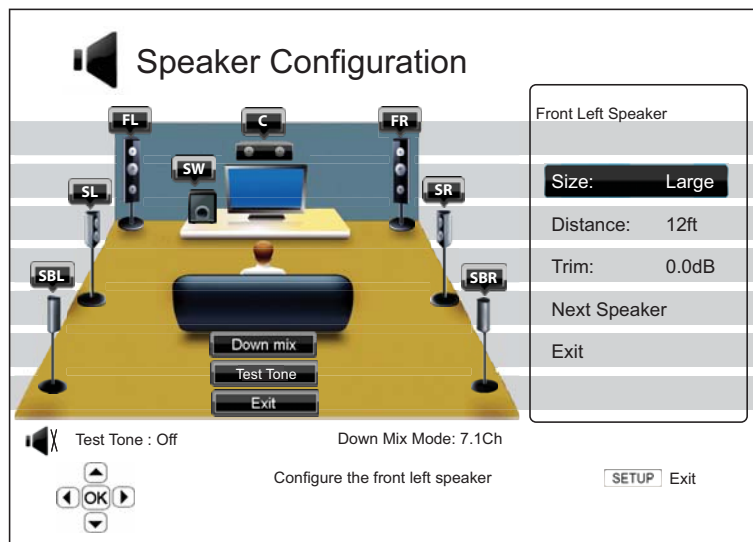 Speaker Configuration
FL
C
FR
SW
SL
SR
SBL
SBR
Down mix
Test Tone
Exit
Front Left Speaker
Size: Large
Distance: 12ft
Trim: 0.0dB
Next Speaker
Exit
Test Tone : Off
Down Mix Mode: 7.1Ch
OK
Configure the front left speaker
SETUP Exit